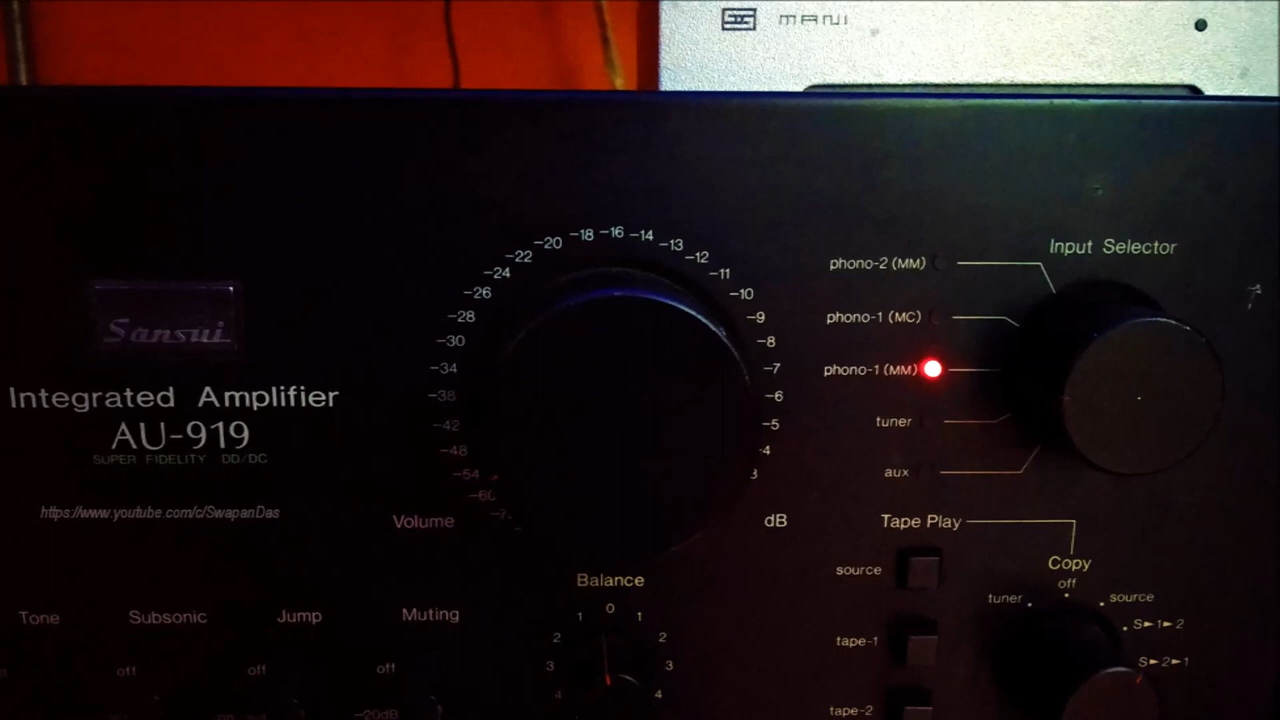 MANI
-20 -18 -16 -14 -13
-22 -12
-24 -11
-26 -10
-28 -9
-30 -8
-34 -7
-38 -6
-42 -5
-48 -4
-54 3
-60
Volume
dB
Sansui
Integrated Amplifier
AU-919
SUPER FIDELITY DD/DC
https://www.youtube.com/c/SwapanDas
Input Selector
phono-2 (MM)
phono-1 (MC)
phono-1 (MM)
tuner
aux
Tape Play
Copy
source
off
tuner
source
S►1►2
S►2►1
tape-1
tape-2
Balance
0
1 1
2 2
3 3
4 4
Tone Subsonic Jump Muting
off off off
-20dB